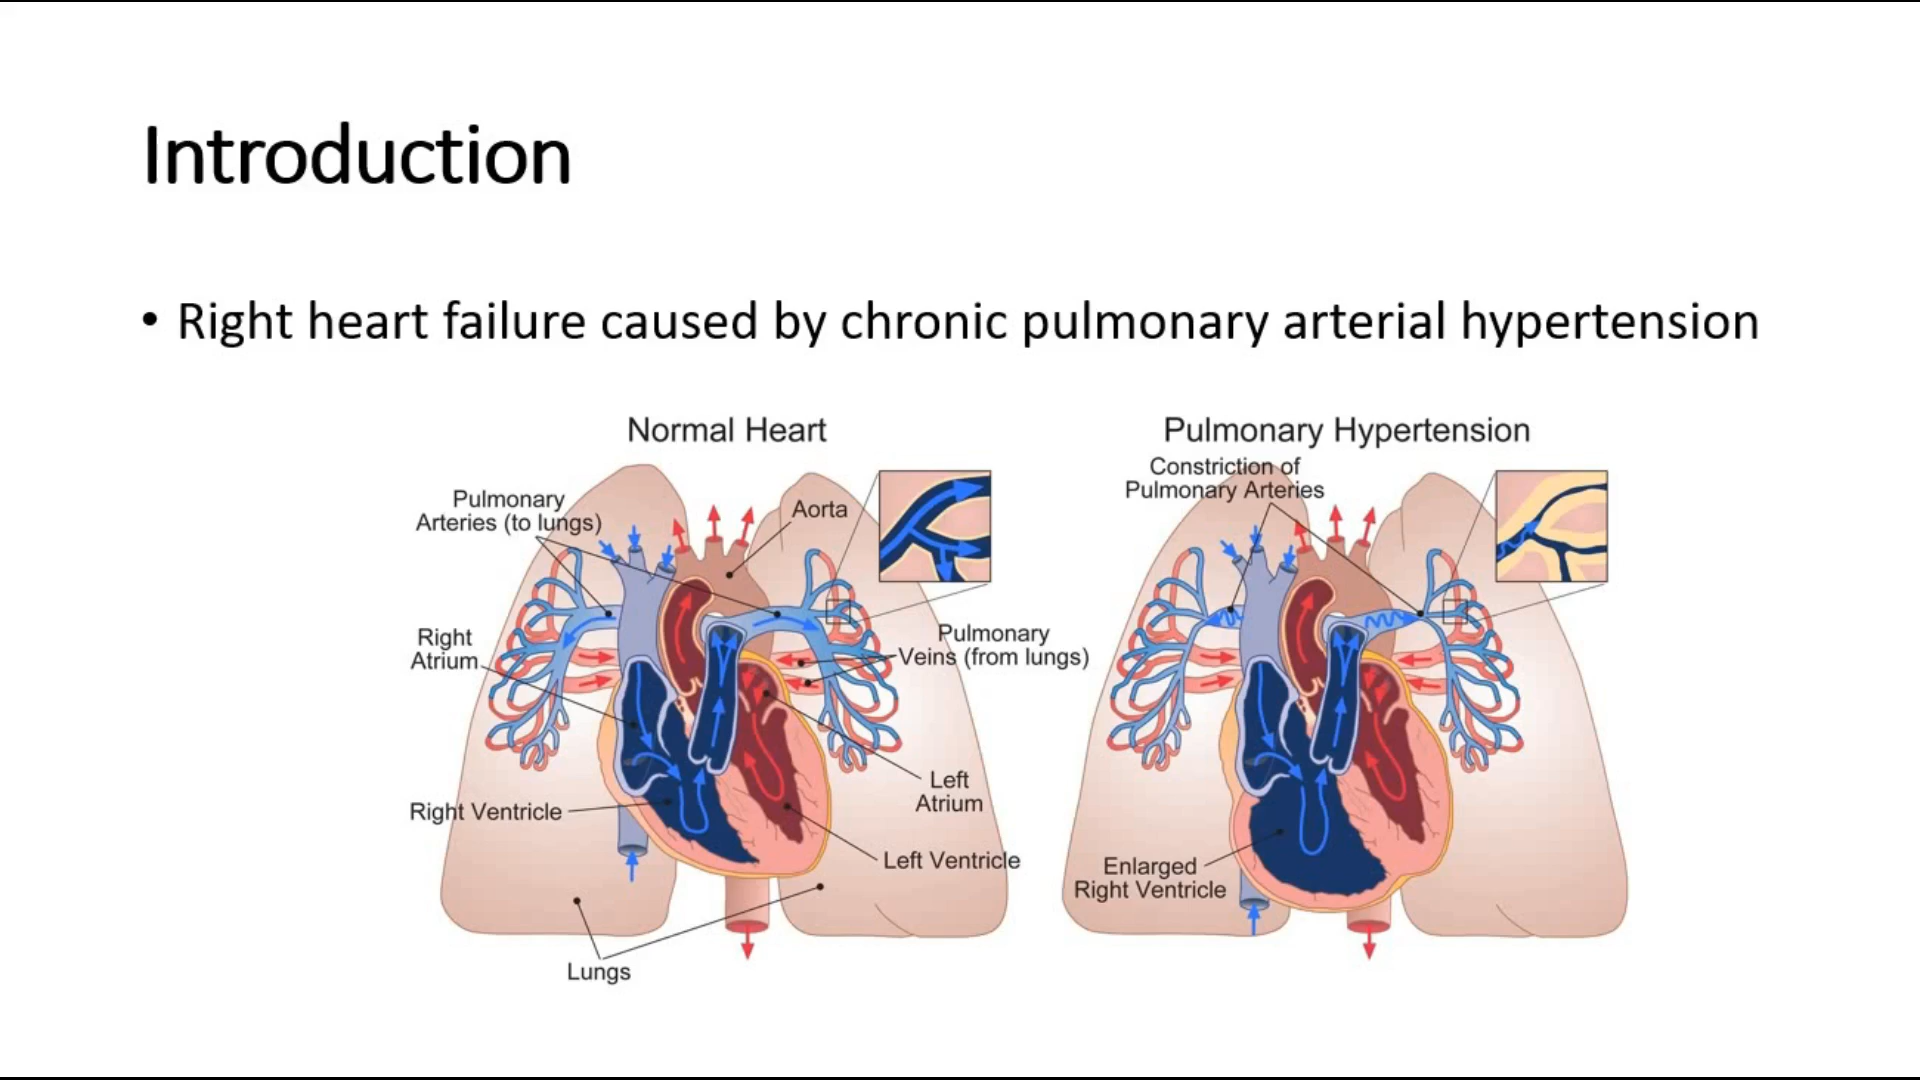 Introduction
• Right heart failure caused by chronic pulmonary arterial hypertension
Normal Heart
Pulmonary
Arteries (to lungs)
Aorta
Right
Atrium
Pulmonary
Veins (from lungs)
Left
Atrium
Right Ventricle
Left Ventricle
Lungs
Pulmonary Hypertension
Constriction of
Pulmonary Arteries
Enlarged
Right Ventricle